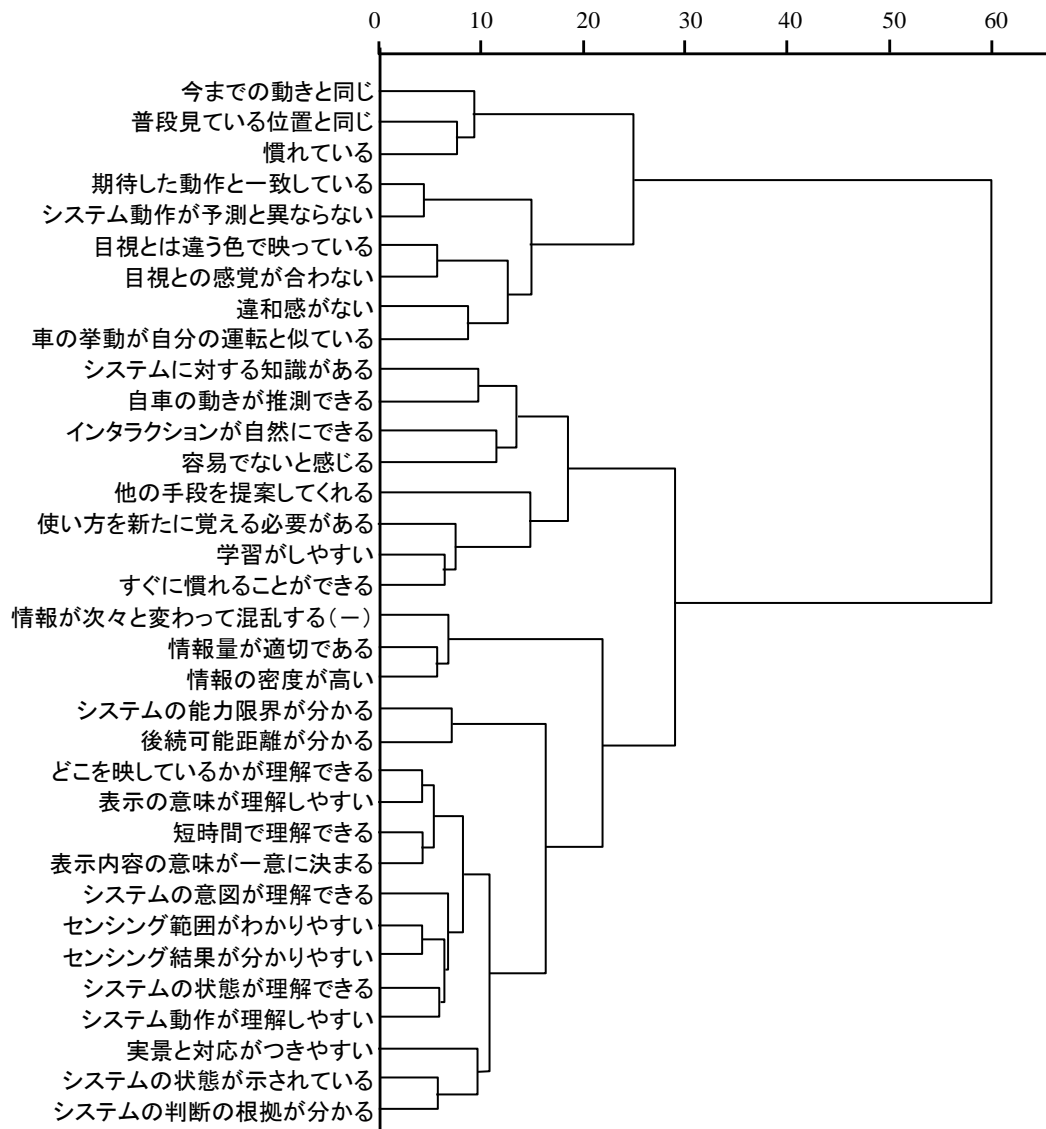 0 10 20 30 40 50 60
今までの動きと同じ
普段見ている位置と同じ
慣れている
期待した動作と一致している
システム動作が予測と異ならない
目視とは違う色で映っている
目視との感覚が合わない
違和感がない
車の挙動が自分の運転と似ている
システムに対する知識がある
自車の動きが推測できる
インタラクションが自然にできる
容易でないと感じる
他の手段を提案してくれる
使い方を新たに覚える必要がある
学習がしやすい
すぐに慣れることができる
情報が次々と変わって混乱する(－)
情報量が適切である
情報の密度が高い
システムの能力限界が分かる
後続可能距離が分かる
どこを映しているかが理解できる
表示の意味が理解しやすい
短時間で理解できる
表示内容の意味が一意に決まる
システムの意図が理解できる
センシング範囲がわかりやすい
センシング結果が分かりやすい
システムの状態が理解できる
システム動作が理解しやすい
実景と対応がつきやすい
システムの状態が示されている
システムの判断の根拠が分かる